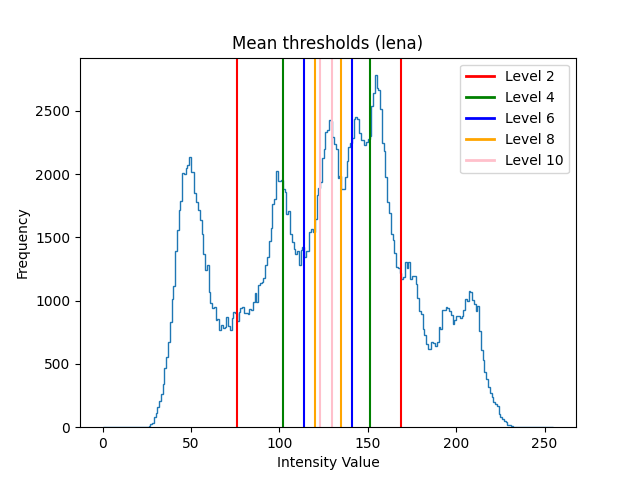 Mean thresholds (lena)
Level 2
Level 4
Level 6
Level 8
Level 10
Frequency
2500
2000
1500
1000
500
0
0 50 100 150 200 250
Intensity Value